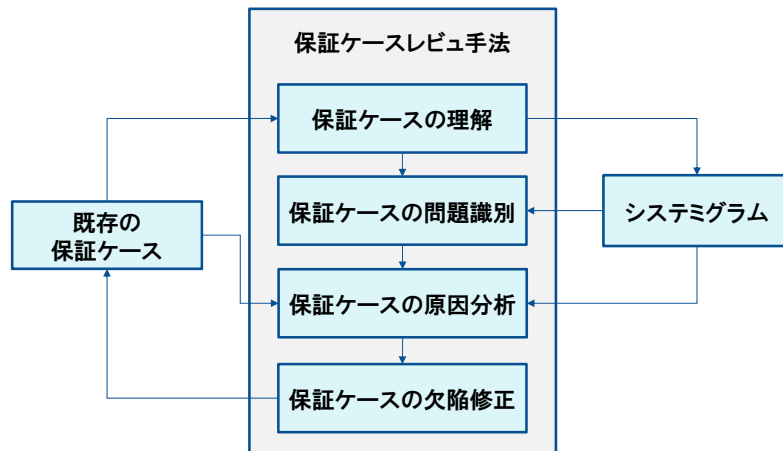 保証ケースレビュ手法
保証ケースの理解
保証ケースの問題識別
システミグラム
既存の
保証ケース
保証ケースの原因分析
保証ケースの欠陥修正